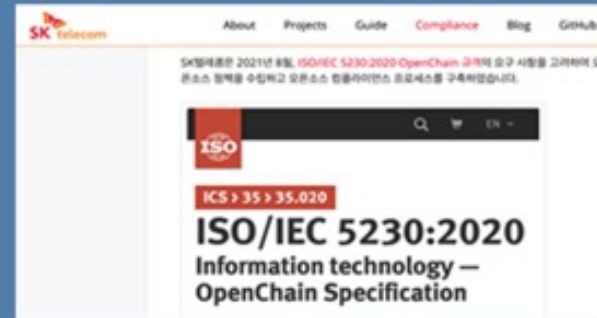 SK telecom
About Projects Guide Compliance Blog GitHub
SK텔레콤은 2021년 8월, ISO/IEC 5230:2020 OpenChain 규격의 요구 사항을 고려하여 오
픈소스 정책을 수립하고 오픈소스 컴플라이언스 프로세스를 구축하였습니다.
EN
ISO
ICS > 35 > 35.020
ISO/IEC 5230:2020
Information technology —
OpenChain Specification